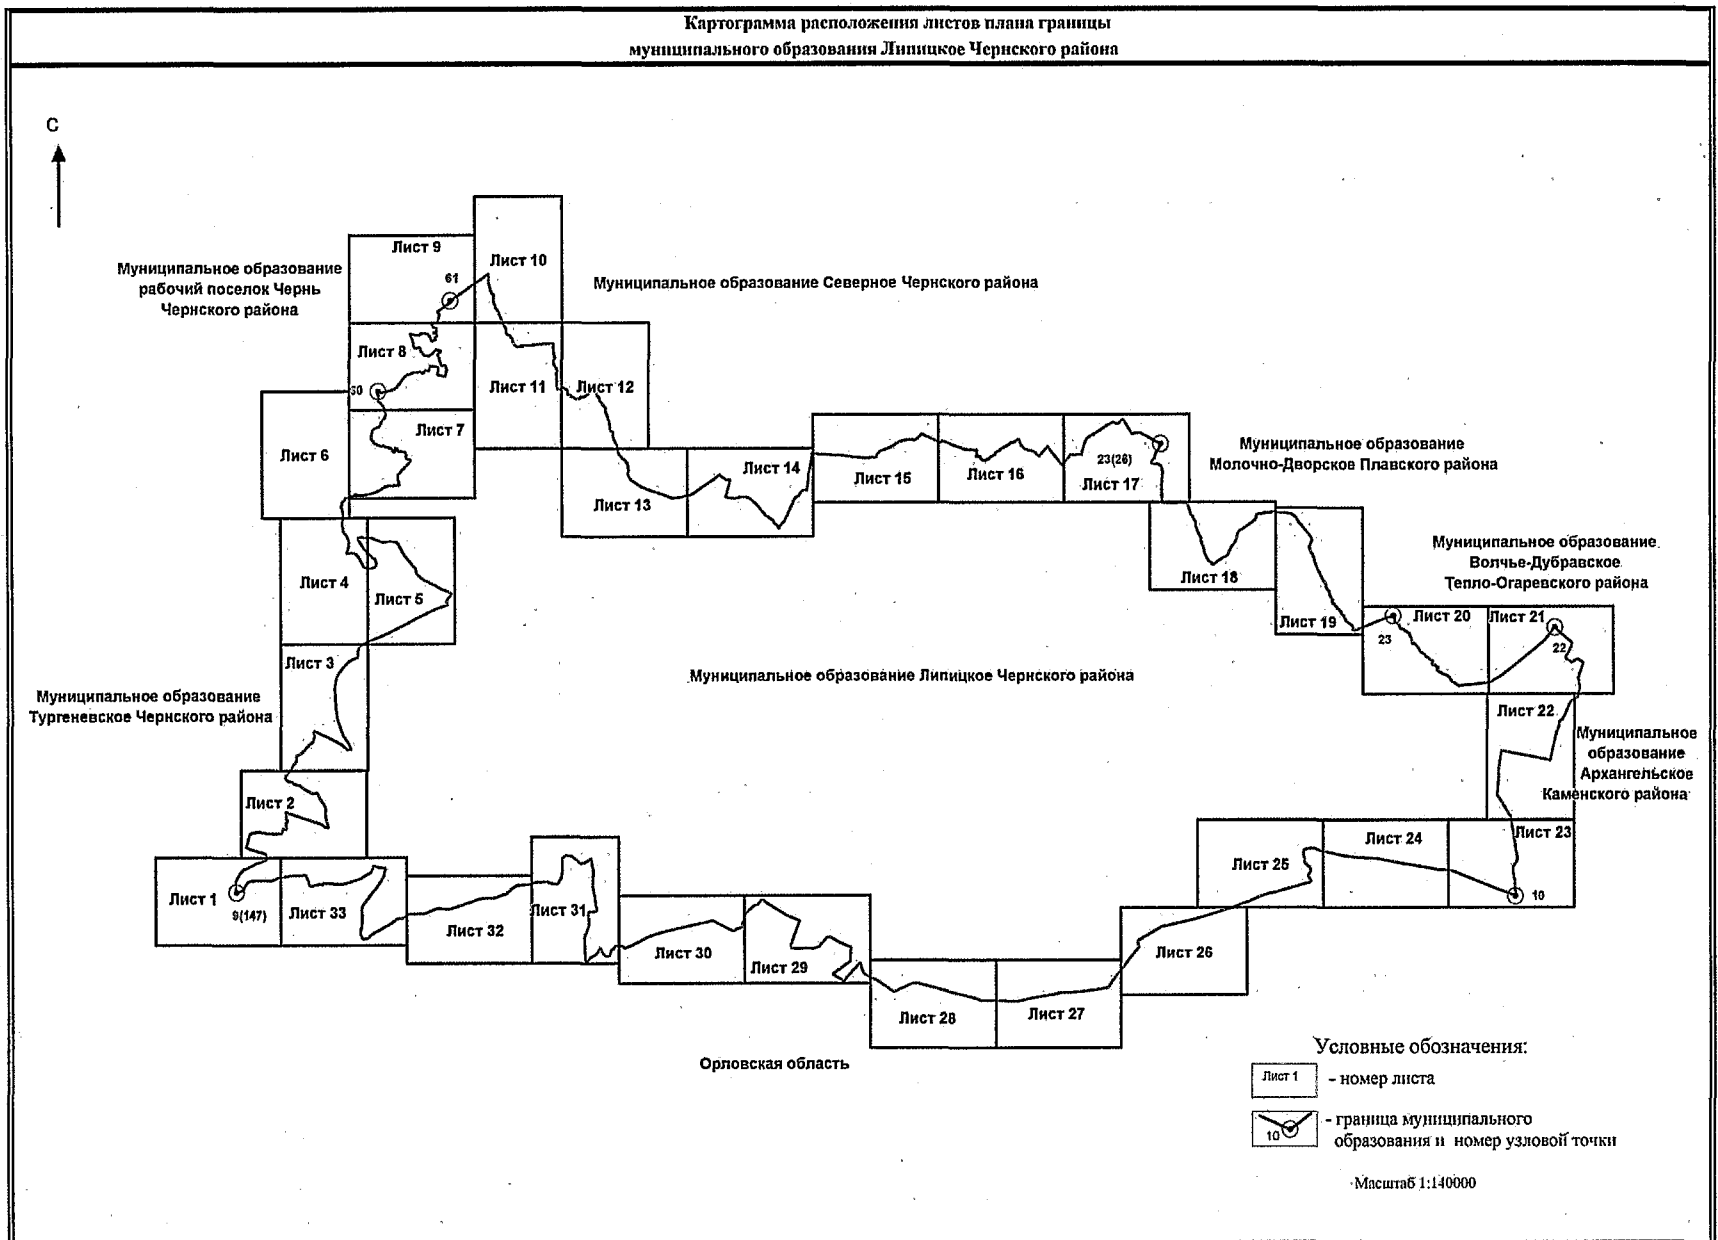 Картограмма расположения листов плана границы
муниципального образования Липицкое Чернского района
С
Лист 9
Лист 10
61
Муниципальное образование
рабочий поселок Чернь
Чернского района
Муниципальное образование Северное Чернского района
Лист 8
Лист 11
Лист 12
60
Лист 7
Лист 6
Лист 14
Лист 13
Лист 15
Лист 16
23(26)
Лист 17
Муниципальное образование
Молочно-Дворское Плавского района
Лист 4
Лист 5
Лист 18
Лист 19
Муниципальное образование
Волчье-Дубравское
Тепло-Огаревского района
Лист 20
Лист 21
23
22
Лист 3
Муниципальное образование Липицкое Чернского района
Муниципальное образование
Тургеневское Чернского района
Лист 22
Муниципальное
образование
Архангельское
Каменского района
Лист 2
Лист 23
Лист 24
Лист 25
10
Лист 1
9(147)
Лист 33
Лист 32
Лист 31
Лист 30
Лист 29
Лист 26
Лист 28
Лист 27
Орловская область
Условные обозначения:
Лист 1
- номер листа
10
- граница муниципального
образования и номер узловой точки
Масштаб 1:140000